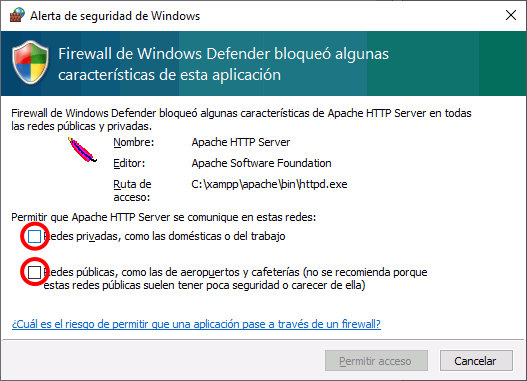 Alerta de seguridad de Windows
Firewall de Windows Defender bloqueó algunas
características de esta aplicación
Firewall de Windows Defender bloqueó algunas características de Apache HTTP Server en todas
las redes públicas y privadas.
Nombre: Apache HTTP Server
Editor: Apache Software Foundation
Ruta de acceso: C:\xampp\apache\bin\httpd.exe
Permitir que Apache HTTP Server se comunique en estas redes:
Redes privadas, como las domésticas o del trabajo
Redes públicas, como las de aeropuertos y cafeterías (no se recomienda porque
estas redes públicas suelen tener poca seguridad o carecer de ella)
¿Cuál es el riesgo de permitir que una aplicación pase a través de un firewall?
Permitir acceso Cancelar